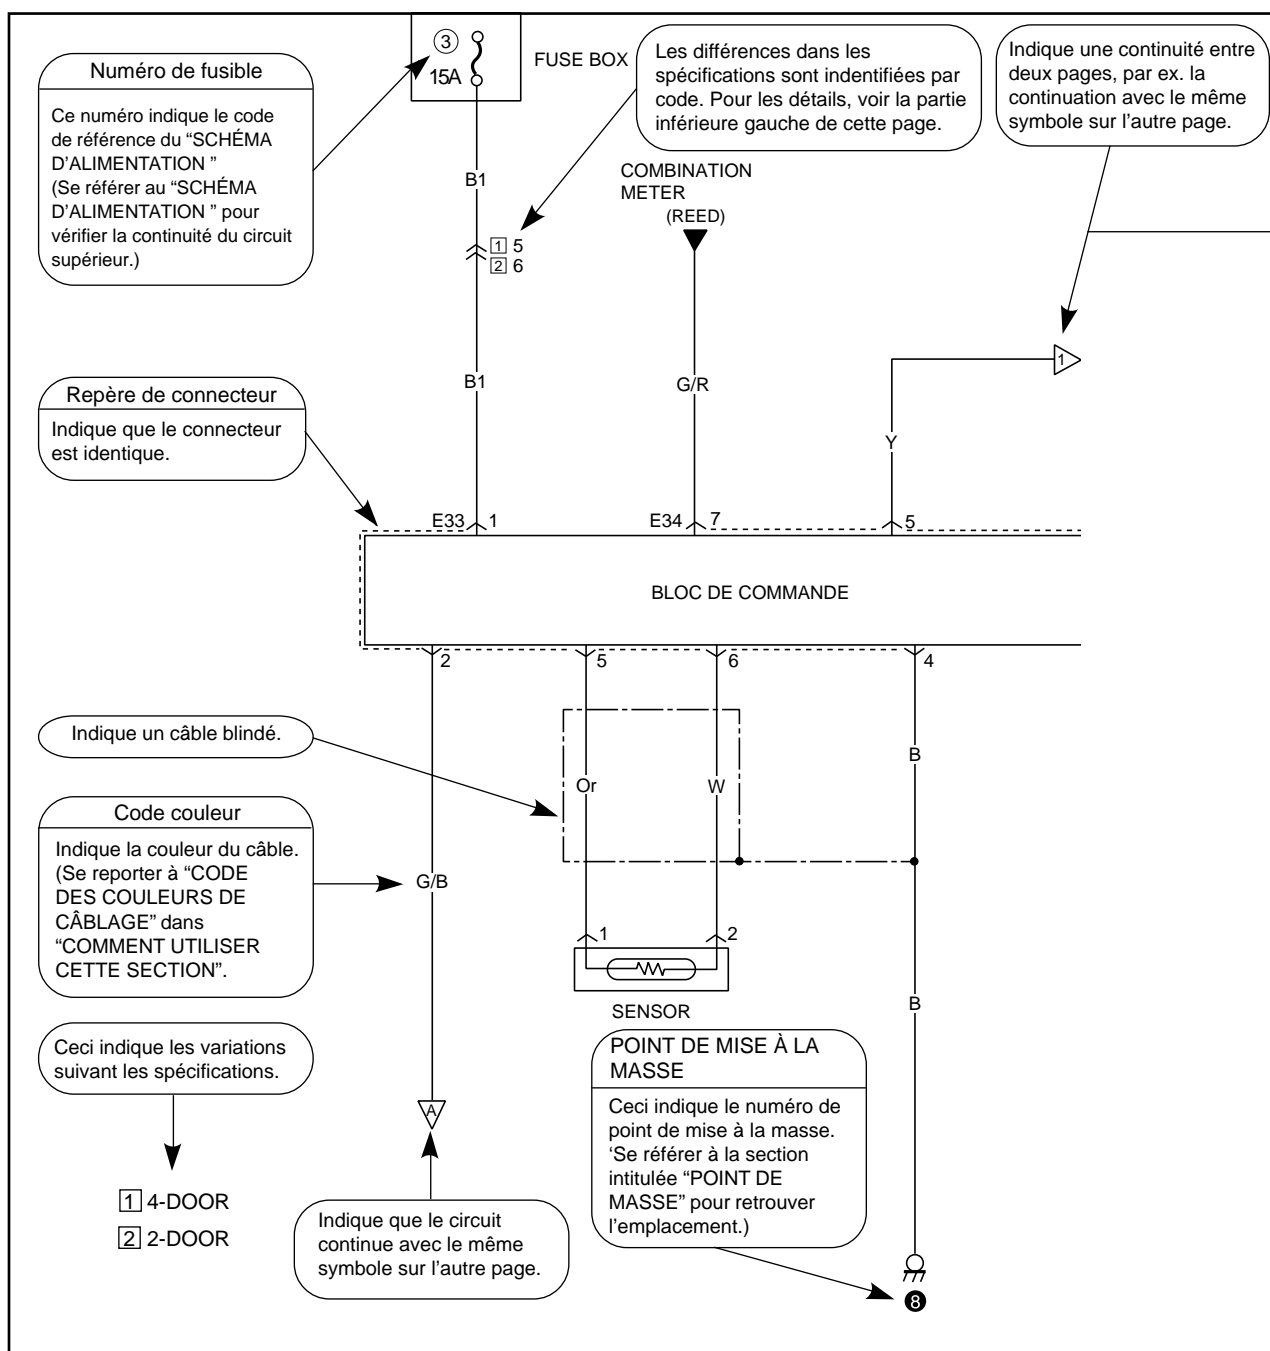 3
15A
FUSE BOX
Numéro de fusible
Ce numéro indique le code
de référence du “SCHÉMA
D’ALIMENTATION ”
(Se référer au “SCHÉMA
D’ALIMENTATION ” pour
vérifier la continuité du circuit
supérieur.)
Les différences dans les
spécifications sont indentifiées par
code. Pour les détails, voir la partie
inférieure gauche de cette page.
Indique une continuité entre
deux pages, par ex. la
continuation avec le même
symbole sur l’autre page.
B1
COMBINATION
METER
(REED)
1 5
2 6
1
B1
G/R
Y
Repère de connecteur
Indique que le connecteur
est identique.
E33 1
E34 7
5
BLOC DE COMMANDE
2
5
6
4
Indique un câble blindé.
B
Or
W
Code couleur
Indique la couleur du câble.
(Se reporter à “CODE
DES COULEURS DE
CÂBLAGE” dans
“COMMENT UTILISER
CETTE SECTION”.
G/B
1
2
SENSOR
B
Ceci indique les variations
suivant les spécifications.
A
1 4-DOOR
2 2-DOOR
Indique que le circuit
continue avec le même
symbole sur l’autre page.
POINT DE MISE À LA
MASSE
Ceci indique le numéro de
point de mise à la masse.
‘Se référer à la section
intitulée “POINT DE
MASSE” pour retrouver
l’emplacement.)
8